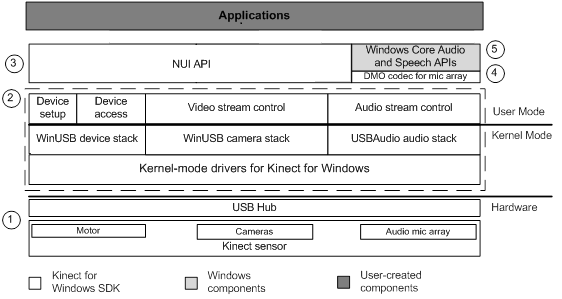 Applications
5
3
NUI API
Windows Core Audio
and Speech APIs
4
DMO codec for mic array
2
Device
setup
Device
access
Video stream control
Audio stream control
User Mode
Kernel Mode
WinUSB device stack
WinUSB camera stack
USBAudio audio stack
Kernel-mode drivers for Kinect for Windows
1
USB Hub
Hardware
Motor
Cameras
Audio mic array
Kinect sensor
Kinect for
Windows SDK
Windows
components
User-created
components